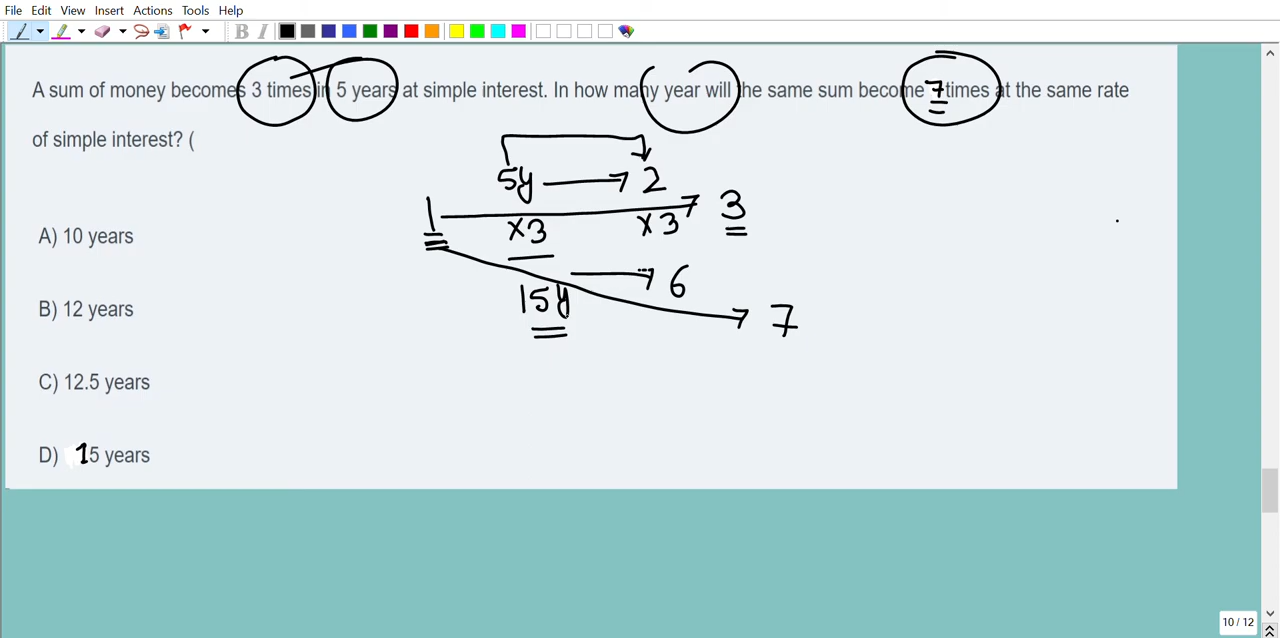 File Edit View Insert Actions Tools Help
B I
A sum of money becomes 3 times in 5 years at simple interest. In how many year will the same sum become 7 times at the same rate
of simple interest? (
5y 2
1 3
×3 ×3
6
15y
7
A) 10 years
B) 12 years
C) 12.5 years
D) 15 years
10 / 12